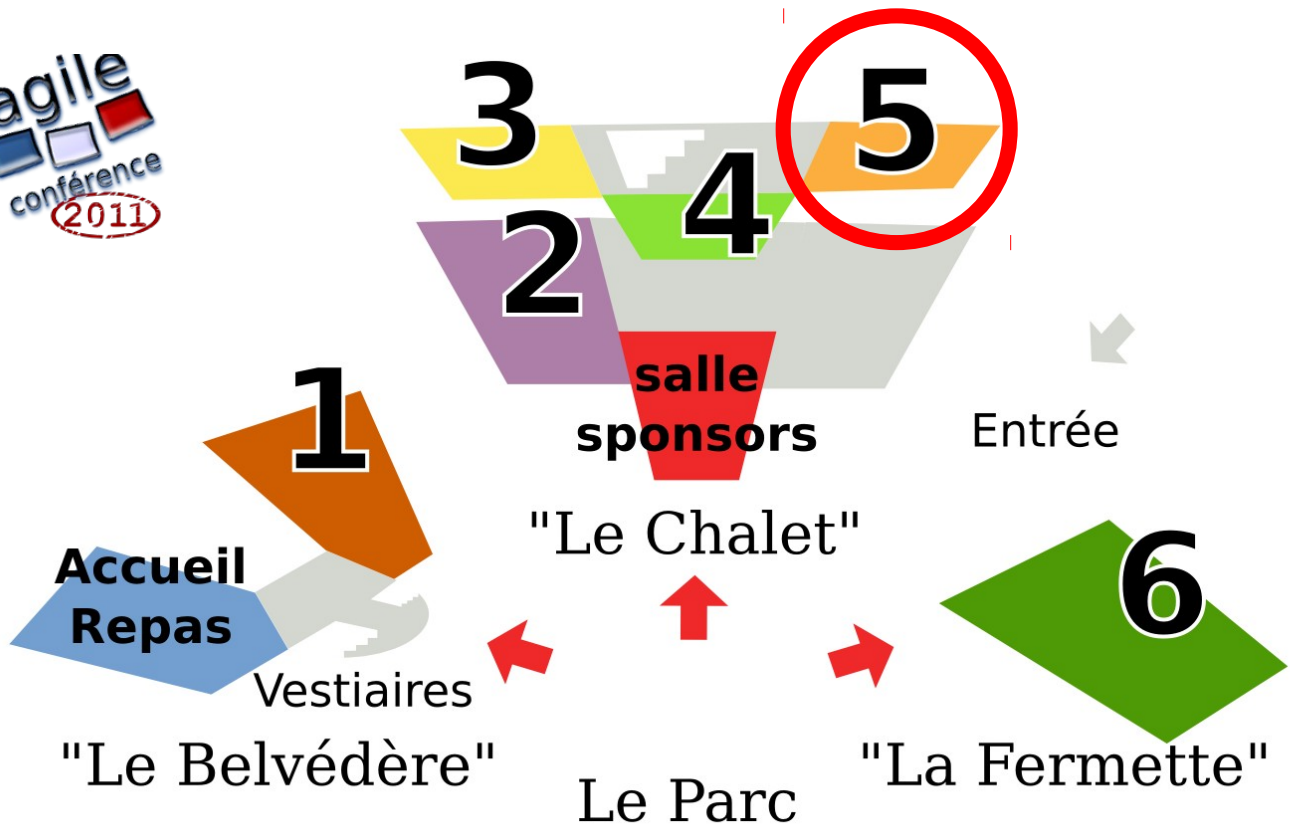 agile
conférence
2011
3
5
4
2
salle
sponsors
1
Entrée
"Le Chalet"
6
Accueil
Repas
Vestiaires
"Le Belvédère"
"La Fermette"
Le Parc